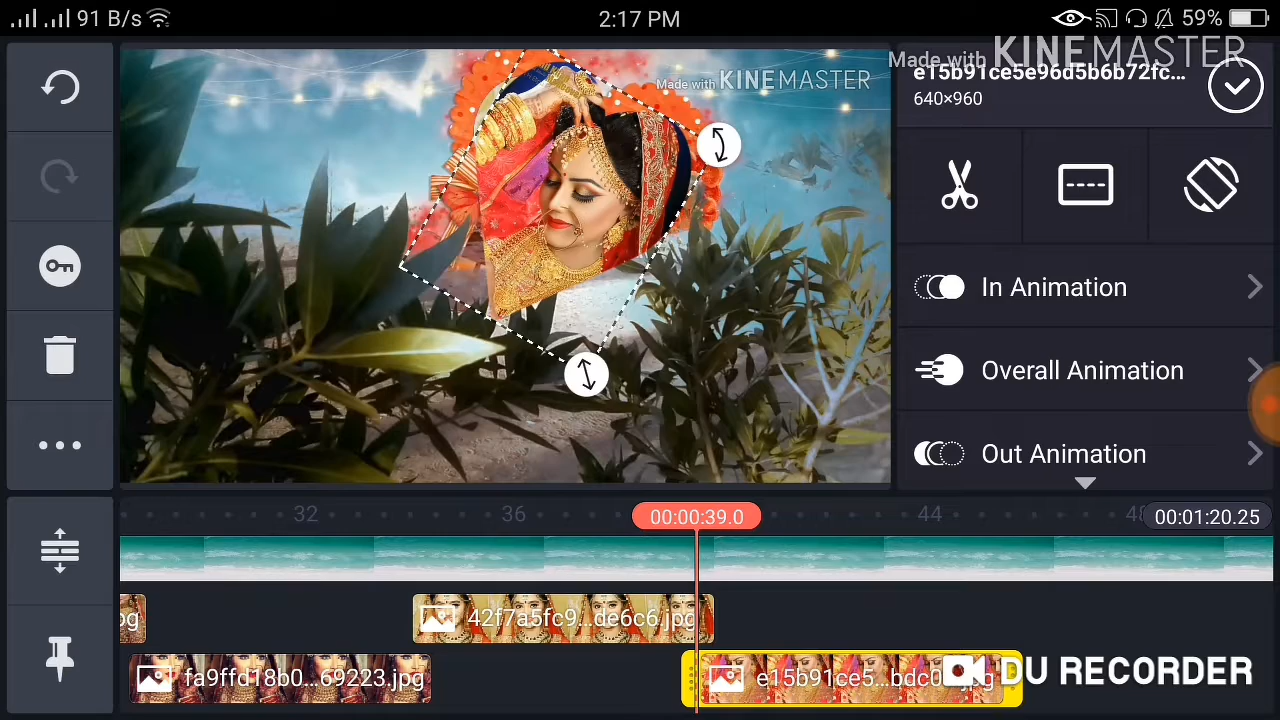 91 B/s
2:17 PM
59%
Made with KINEMASTER
Made with KINEMASTER
e15b91ce5e96d5b6b72fc...
640×960
In Animation
Overall Animation
Out Animation
32
36
00:00:39.0
44
00:01:20.25
42f7a5fc9...de6c6.jpg
fa9ffd18b0...69223.jpg
DU RECORDER